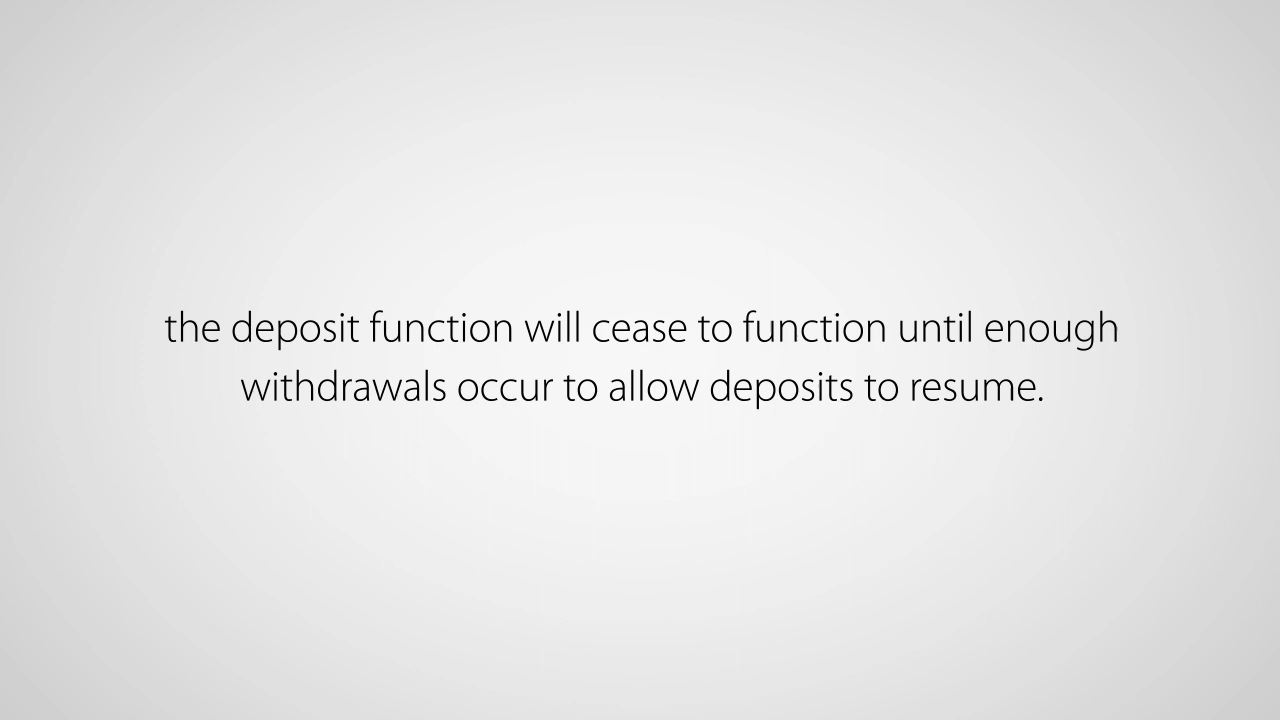 the deposit function will cease to function until enough
withdrawals occur to allow deposits to resume.